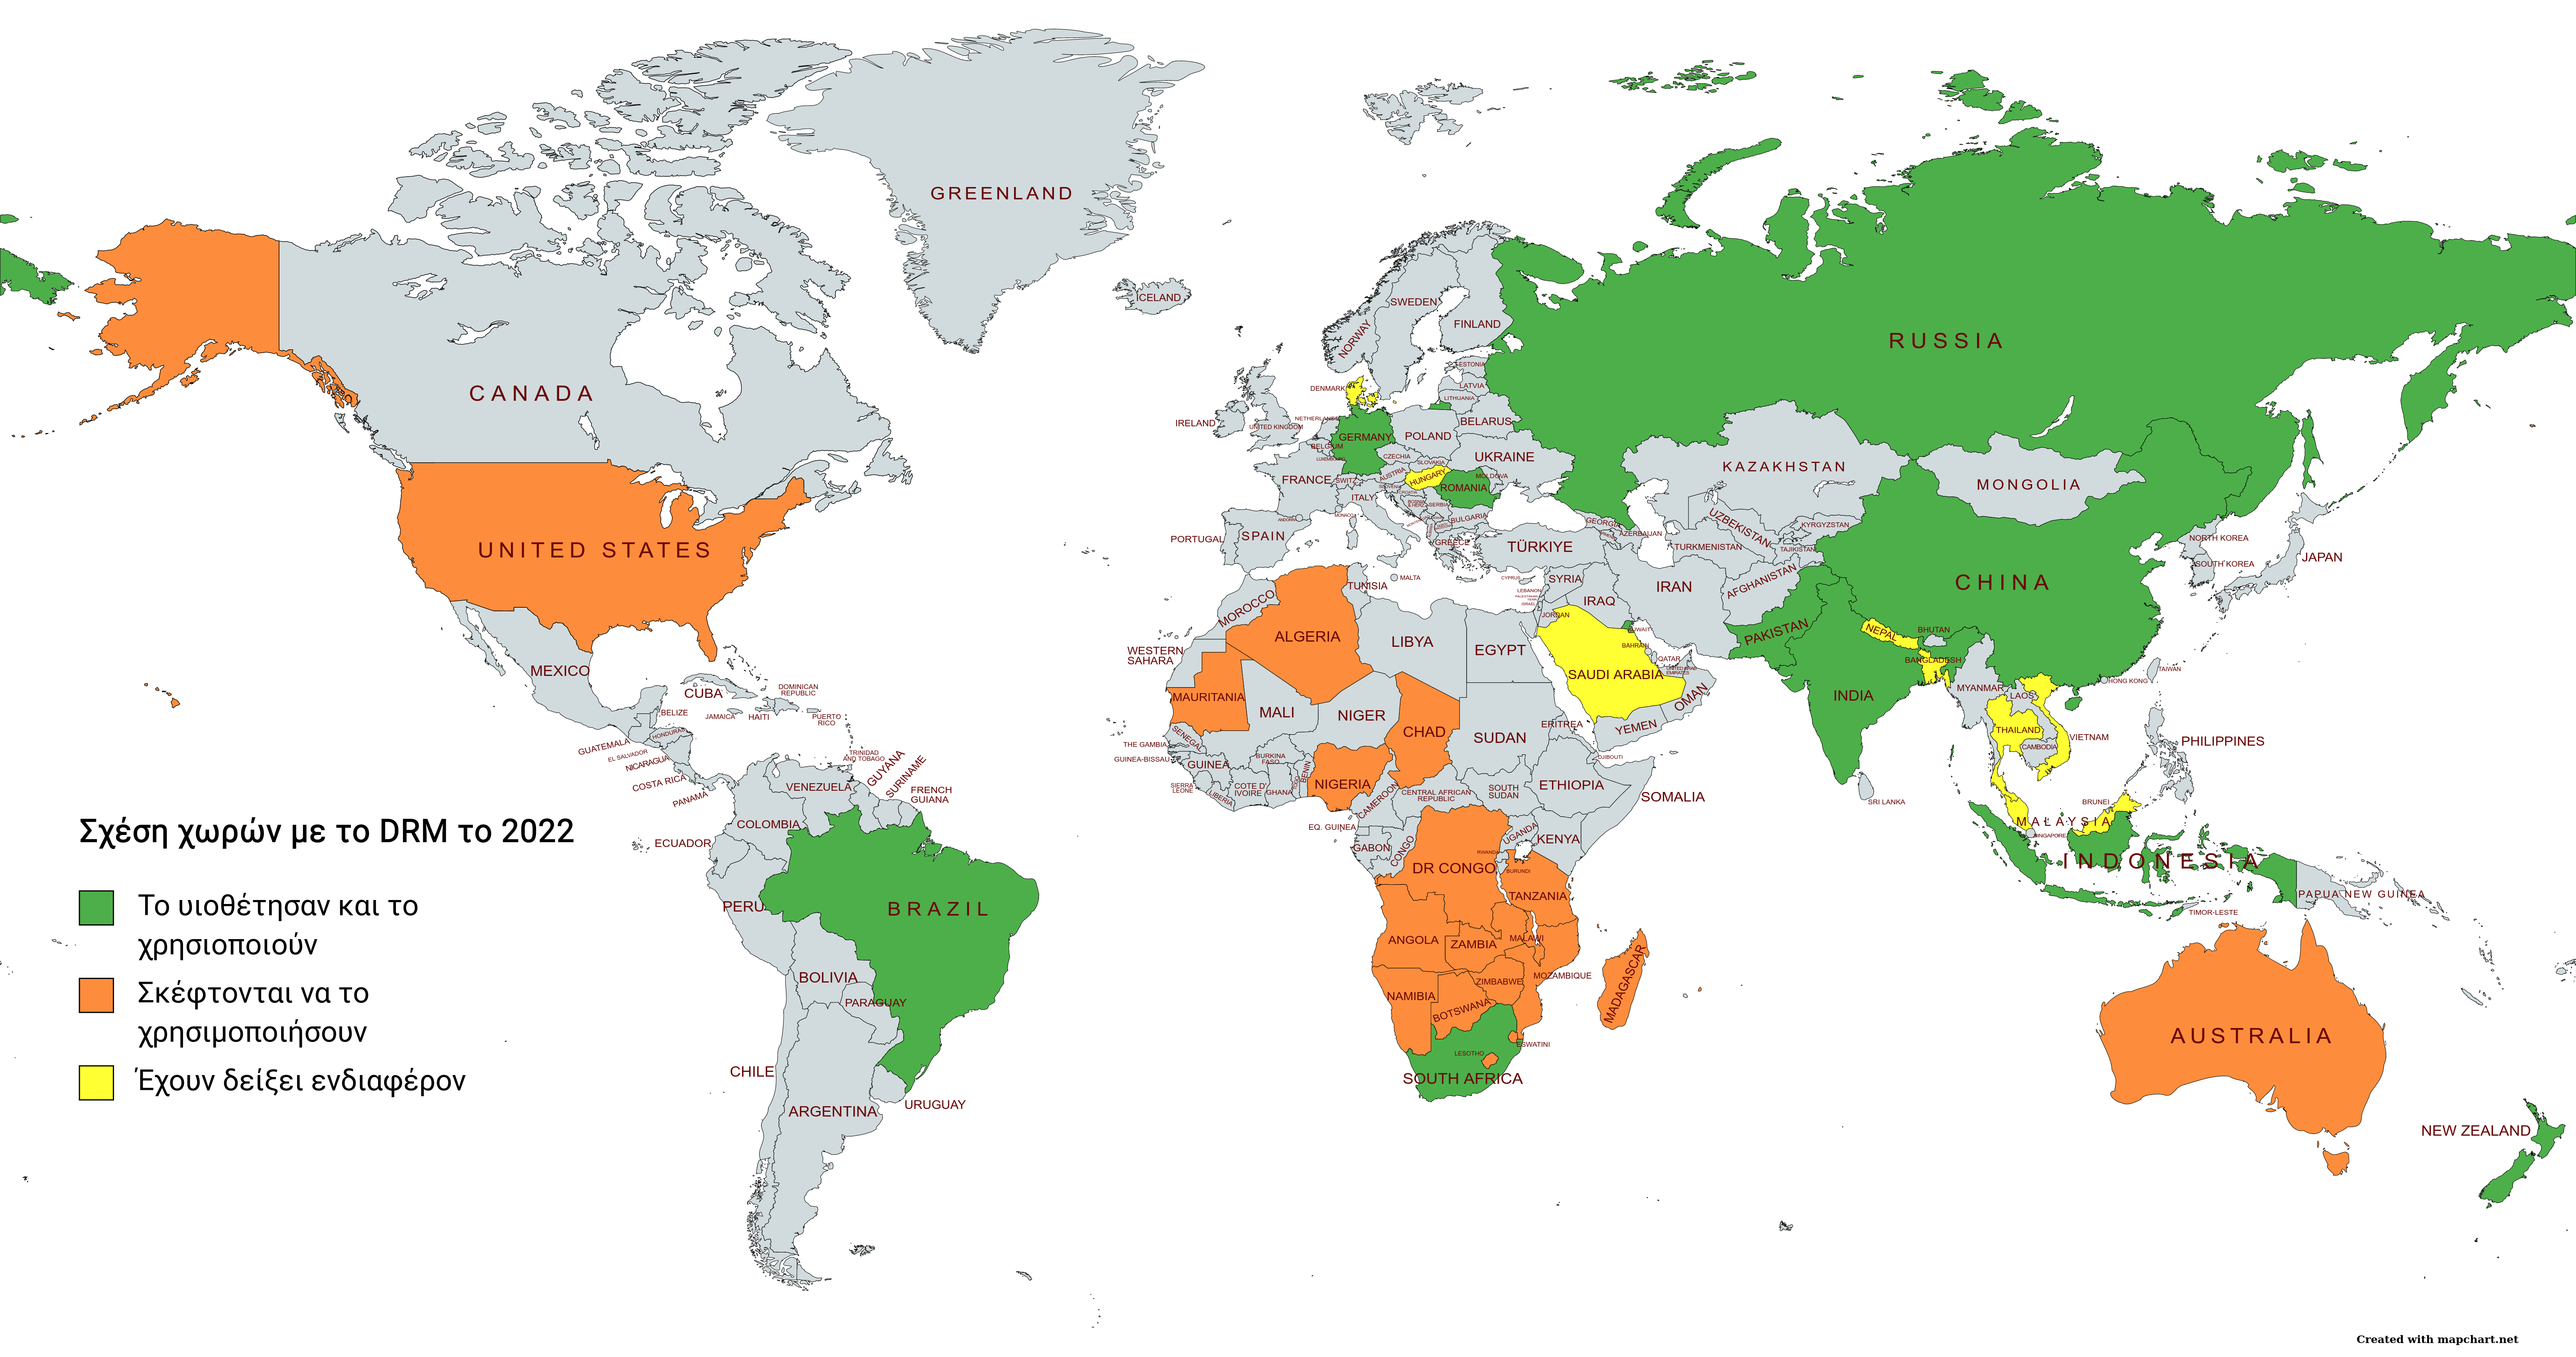 GREENLAND
ICELAND
SWEDEN
NORWAY
FINLAND
RUSSIA
ESTONIA
LATVIA
LITHUANIA
DENMARK
CANADA
IRELAND
UNITED KINGDOM
NETHERLANDS
GERMANY
POLAND
BELARUS
BELGIUM
LUXEMBOURG
CZECHIA
SLOVAKIA
UKRAINE
KAZAKHSTAN
MONGOLIA
FRANCE
SWITZ.
AUSTRIA
HUNGARY
ROMANIA
MOLDOVA
ITALY
SERBIA
BULGARIA
MONACO
ANDORRA
PORTUGAL
SPAIN
GREECE
TÜRKIYE
GEORGIA
AZERBAIJAN
UZBEKISTAN
KYRGYZSTAN
TURKMENISTAN
TAJIKISTAN
NORTH KOREA
SOUTH KOREA
JAPAN
UNITED STATES
CHINA
MALTA
CYPRUS
SYRIA
LEBANON
ISRAEL
IRAQ
IRAN
AFGHANISTAN
TUNISIA
MOROCCO
ALGERIA
LIBYA
EGYPT
JORDAN
KUWAIT
BAHRAIN
QATAR
UNITED ARAB
EMIRATES
SAUDI ARABIA
OMAN
YEMEN
PAKISTAN
NEPAL
BHUTAN
BANGLADESH
INDIA
MYANMAR
LAOS
HONG KONG
TAIWAN
THAILAND
VIETNAM
CAMBODIA
PHILIPPINES
WESTERN
SAHARA
MEXICO
CUBA
DOMINICAN
REPUBLIC
BELIZE
JAMAICA
HAITI
PUERTO
RICO
GUATEMALA
HONDURAS
EL SALVADOR
NICARAGUA
COSTA RICA
PANAMA
TRINIDAD
AND TOBAGO
VENEZUELA
GUYANA
SURINAME
FRENCH
GUIANA
COLOMBIA
ECUADOR
MAURITANIA
MALI
NIGER
CHAD
SUDAN
ERITREA
SENEGAL
THE GAMBIA
GUINEA-BISSAU
GUINEA
SIERRA
LEONE
LIBERIA
COTE D'
IVOIRE
BURKINA
FASO
GHANA
TOGO
BENIN
NIGERIA
CAMEROON
CENTRAL AFRICAN
REPUBLIC
SOUTH
SUDAN
ETHIOPIA
DJIBOUTI
SOMALIA
EQ. GUINEA
GABON
CONGO
DR CONGO
UGANDA
KENYA
RWANDA
BURUNDI
TANZANIA
SRI LANKA
BRUNEI
MALAYSIA
SINGAPORE
INDONESIA
PAPUA NEW GUINEA
TIMOR-LESTE
PERU
BRAZIL
BOLIVIA
PARAGUAY
CHILE
ARGENTINA
URUGUAY
ANGOLA
ZAMBIA
MALAWI
MOZAMBIQUE
ZIMBABWE
NAMIBIA
BOTSWANA
MADAGASCAR
ESWATINI
LESOTHO
SOUTH AFRICA
AUSTRALIA
NEW ZEALAND
Σχέση χωρών με το DRM το 2022
Το υιοθέτησαν και το
χρησιοποιούν
Σκέφτονται να το
χρησιμοποιήσουν
Έχουν δείξει ενδιαφέρον
Created with mapchart.net